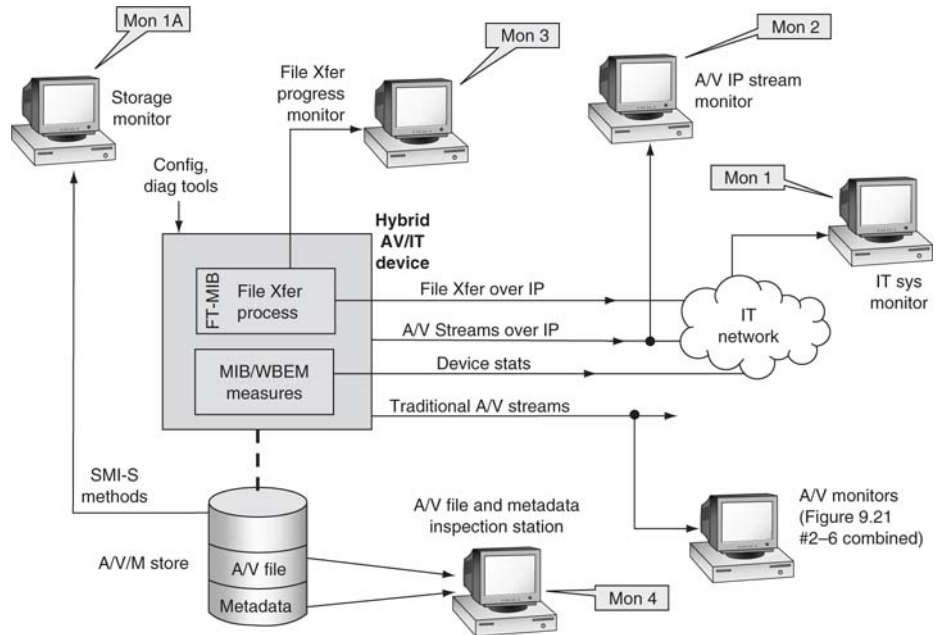 Mon 1A
Storage
monitor
File Xfer
progress
monitor
Mon 3
Mon 2
A/V IP stream
monitor
Config,
diag tools
Mon 1
IT sys
monitor
Hybrid
AV/IT
device
FT-MIB
File Xfer
process
File Xfer over IP
A/V Streams over IP
IT
network
MIB/WBEM
measures
Device stats
Traditional A/V streams
SMI-S
methods
A/V/M store
A/V file
Metadata
A/V file and metadata
inspection station
Mon 4
A/V monitors
(Figure 9.21
#2–6 combined)